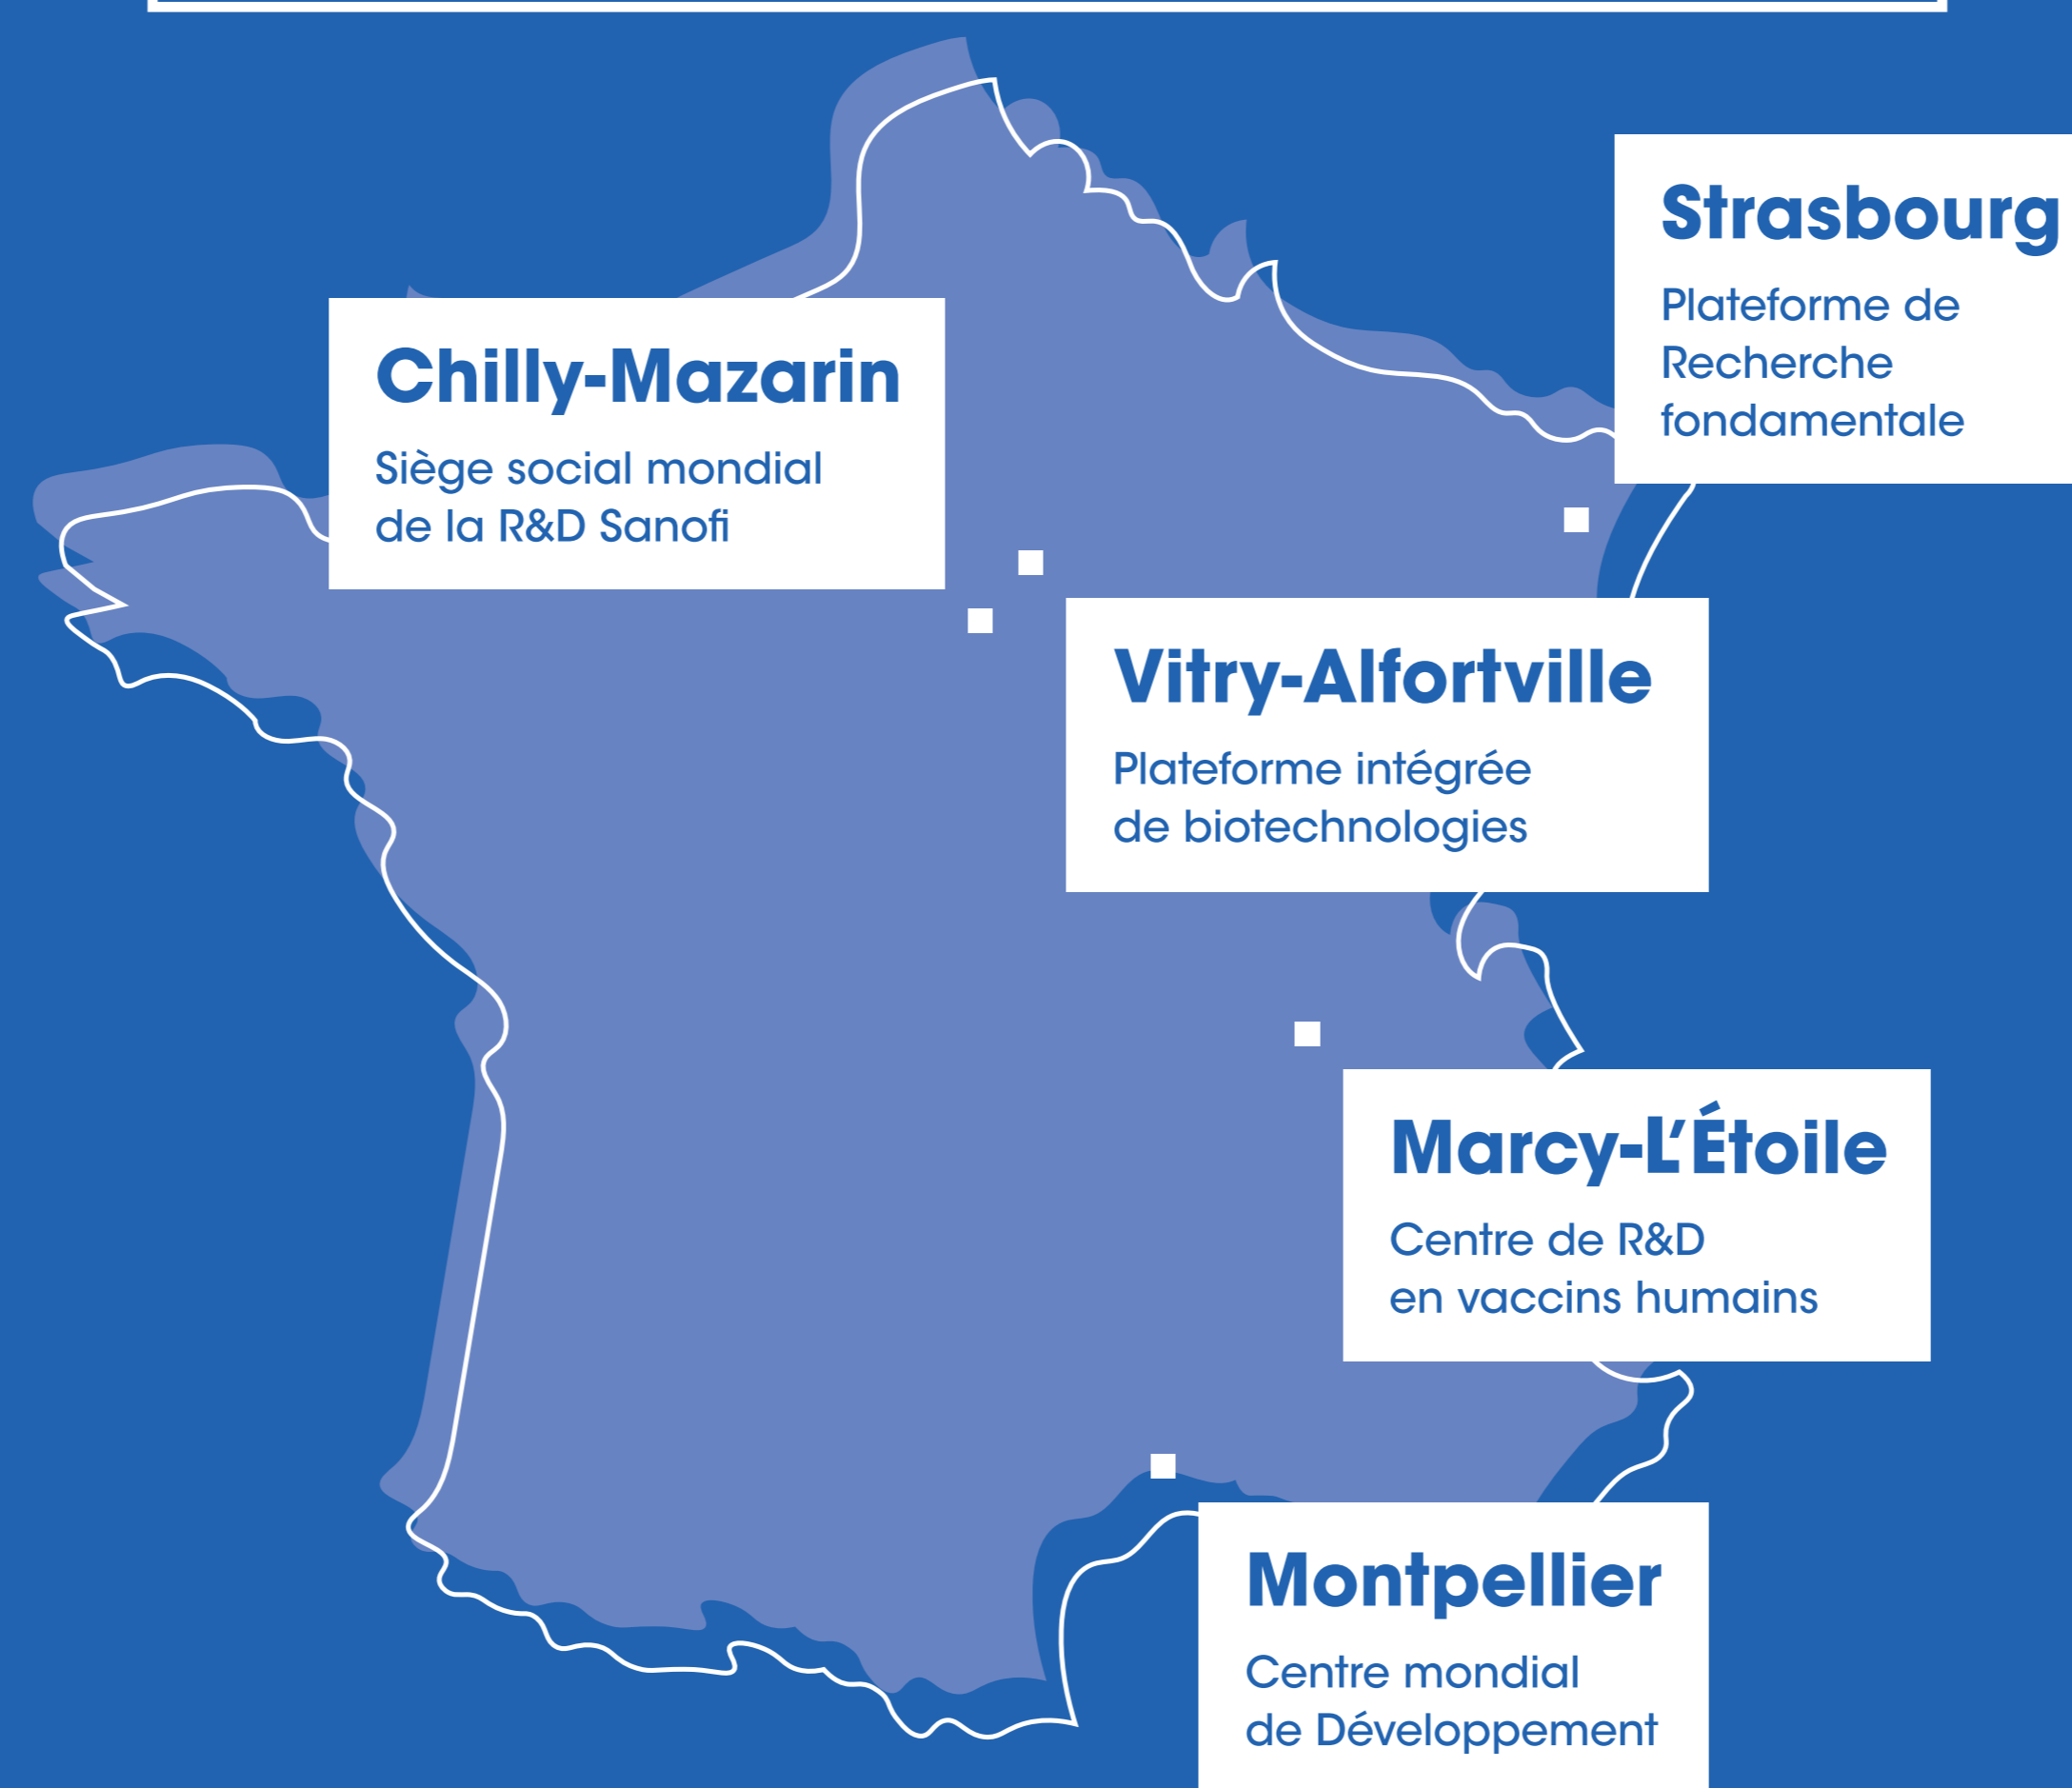 Strasbourg
Plateforme de
Recherche
fondamentale
Chilly-Mazarin
Siège social mondial
de la R&D Sanofi
Vitry-Alfortville
Plateforme intégrée
de biotechnologies
Marcy-L’Étoile
Centre de R&D
en vaccins humains
Montpellier
Centre mondial
de Développement